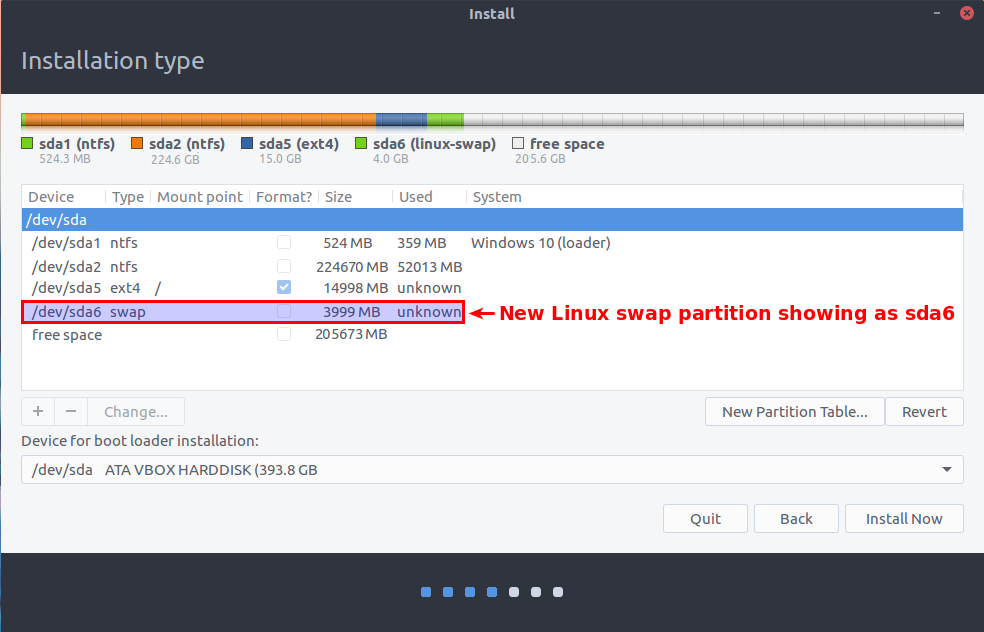 Install
Installation type
sda1 (ntfs) sda2 (ntfs) sda5 (ext4) sda6 (linux-swap) free space
524.3 MB 224.6 GB 15.0 GB 4.0 GB 205.6 GB
Device Type Mount point Format? Size Used System
/dev/sda
/dev/sda1 ntfs 524 MB 359 MB Windows 10 (loader)
/dev/sda2 ntfs 224670 MB 52013 MB
/dev/sda5 ext4 / 14998 MB unknown
/dev/sda6 swap 3999 MB unknown New Linux swap partition showing as sda6
free space 205673 MB
+ − Change... New Partition Table... Revert
Device for boot loader installation:
/dev/sda ATA VBOX HARDDISK (393.8 GB
Quit Back Install Now